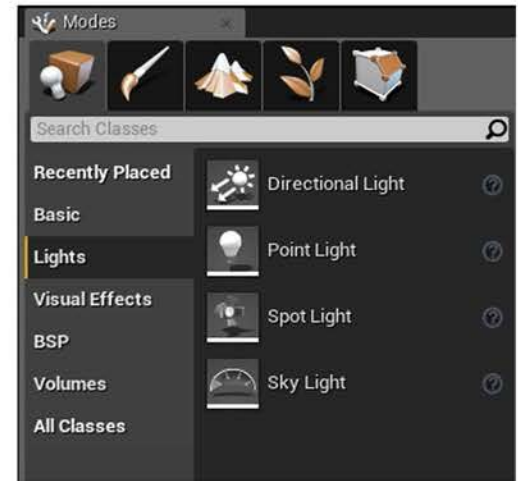 Modes
Search Classes
Recently Placed
Basic
Lights
Visual Effects
BSP
Volumes
All Classes
Directional Light
Point Light
Spot Light
Sky Light